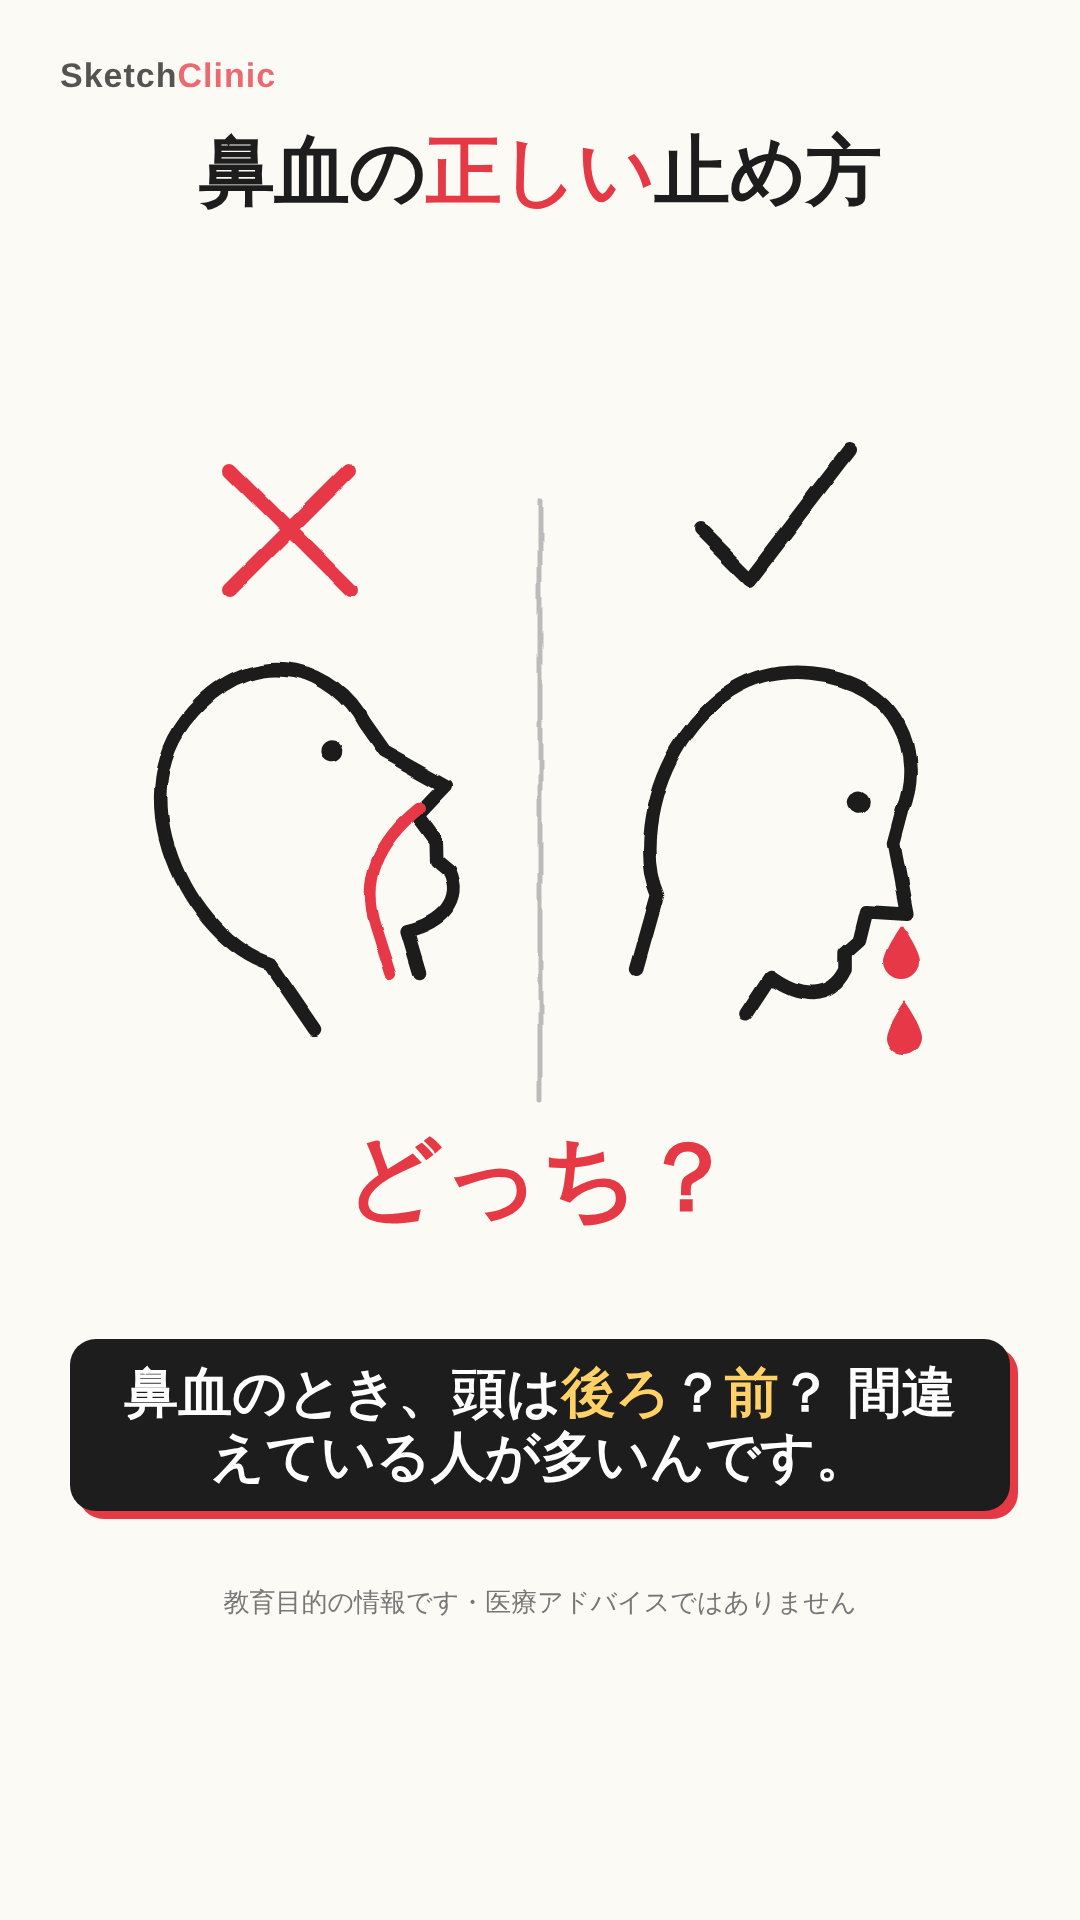 SketchClinic
鼻血の正しい止め方
どっち？
鼻血のとき、頭は後ろ？前？ 間違
えている人が多いんです。
教育目的の情報です・医療アドバイスではありません